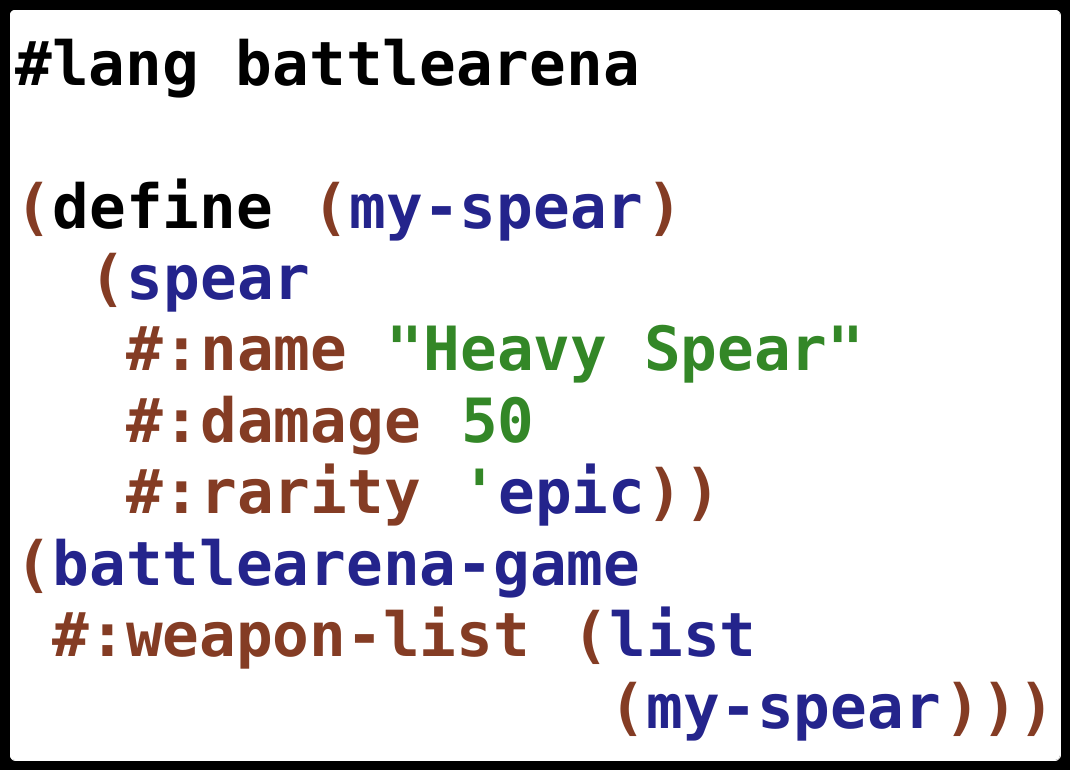 #lang battlearena
(define (my-spear)
(spear
#:name "Heavy Spear"
#:damage 50
#:rarity 'epic))
(battlearena-game
#:weapon-list (list
(my-spear)))